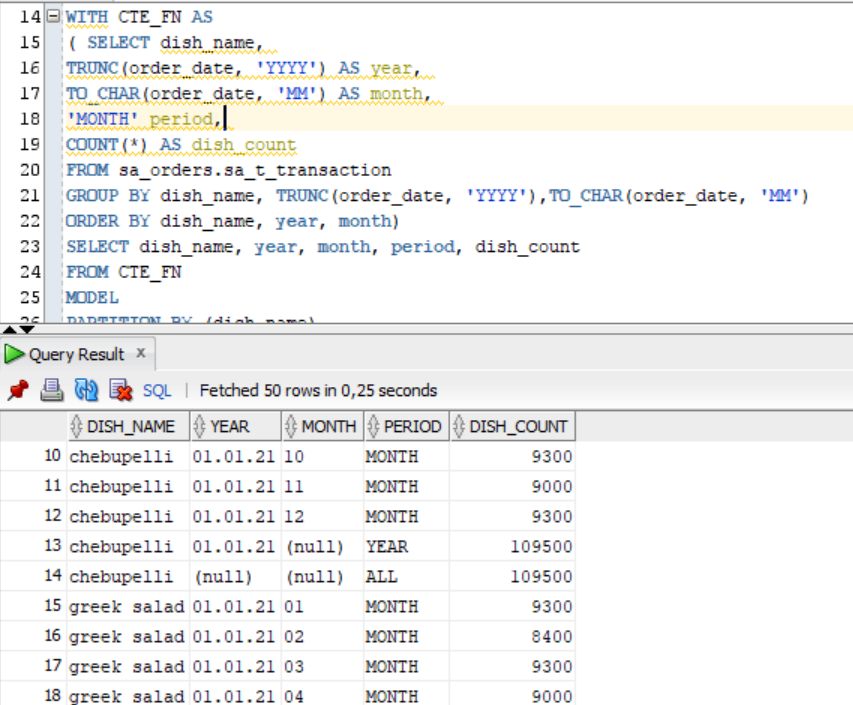 14 WITH CTE_FN AS
15 ( SELECT dish_name,
16 TRUNC(order_date, 'YYYY') AS year,
17 TO_CHAR(order_date, 'MM') AS month,
18 'MONTH' period,
19 COUNT(*) AS dish_count
20 FROM sa_orders.sa_t_transaction
21 GROUP BY dish_name, TRUNC(order_date, 'YYYY'),TO_CHAR(order_date, 'MM')
22 ORDER BY dish_name, year, month)
23 SELECT dish_name, year, month, period, dish_count
24 FROM CTE_FN
25 MODEL
26 PARTITION BY (dish_name)
Query Result x
SQL | Fetched 50 rows in 0,25 seconds
DISH_NAME YEAR MONTH PERIOD DISH_COUNT
10 chebupelli 01.01.21 10 MONTH 9300
11 chebupelli 01.01.21 11 MONTH 9000
12 chebupelli 01.01.21 12 MONTH 9300
13 chebupelli 01.01.21 (null) YEAR 109500
14 chebupelli (null) (null) ALL 109500
15 greek salad 01.01.21 01 MONTH 9300
16 greek salad 01.01.21 02 MONTH 8400
17 greek salad 01.01.21 03 MONTH 9300
18 greek salad 01.01.21 04 MONTH 9000